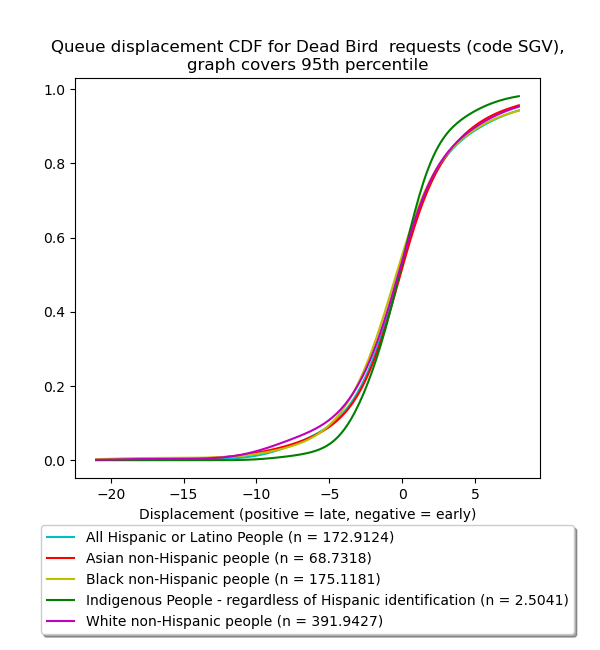 Queue displacement CDF for Dead Bird  requests (code SGV),
graph covers 95th percentile
1.0
0.8
0.6
0.4
0.2
0.0
−20 −15 −10 −5 0 5
Displacement (positive = late, negative = early)
All Hispanic or Latino People (n = 172.9124)
Asian non-Hispanic people (n = 68.7318)
Black non-Hispanic people (n = 175.1181)
Indigenous People - regardless of Hispanic identification (n = 2.5041)
White non-Hispanic people (n = 391.9427)